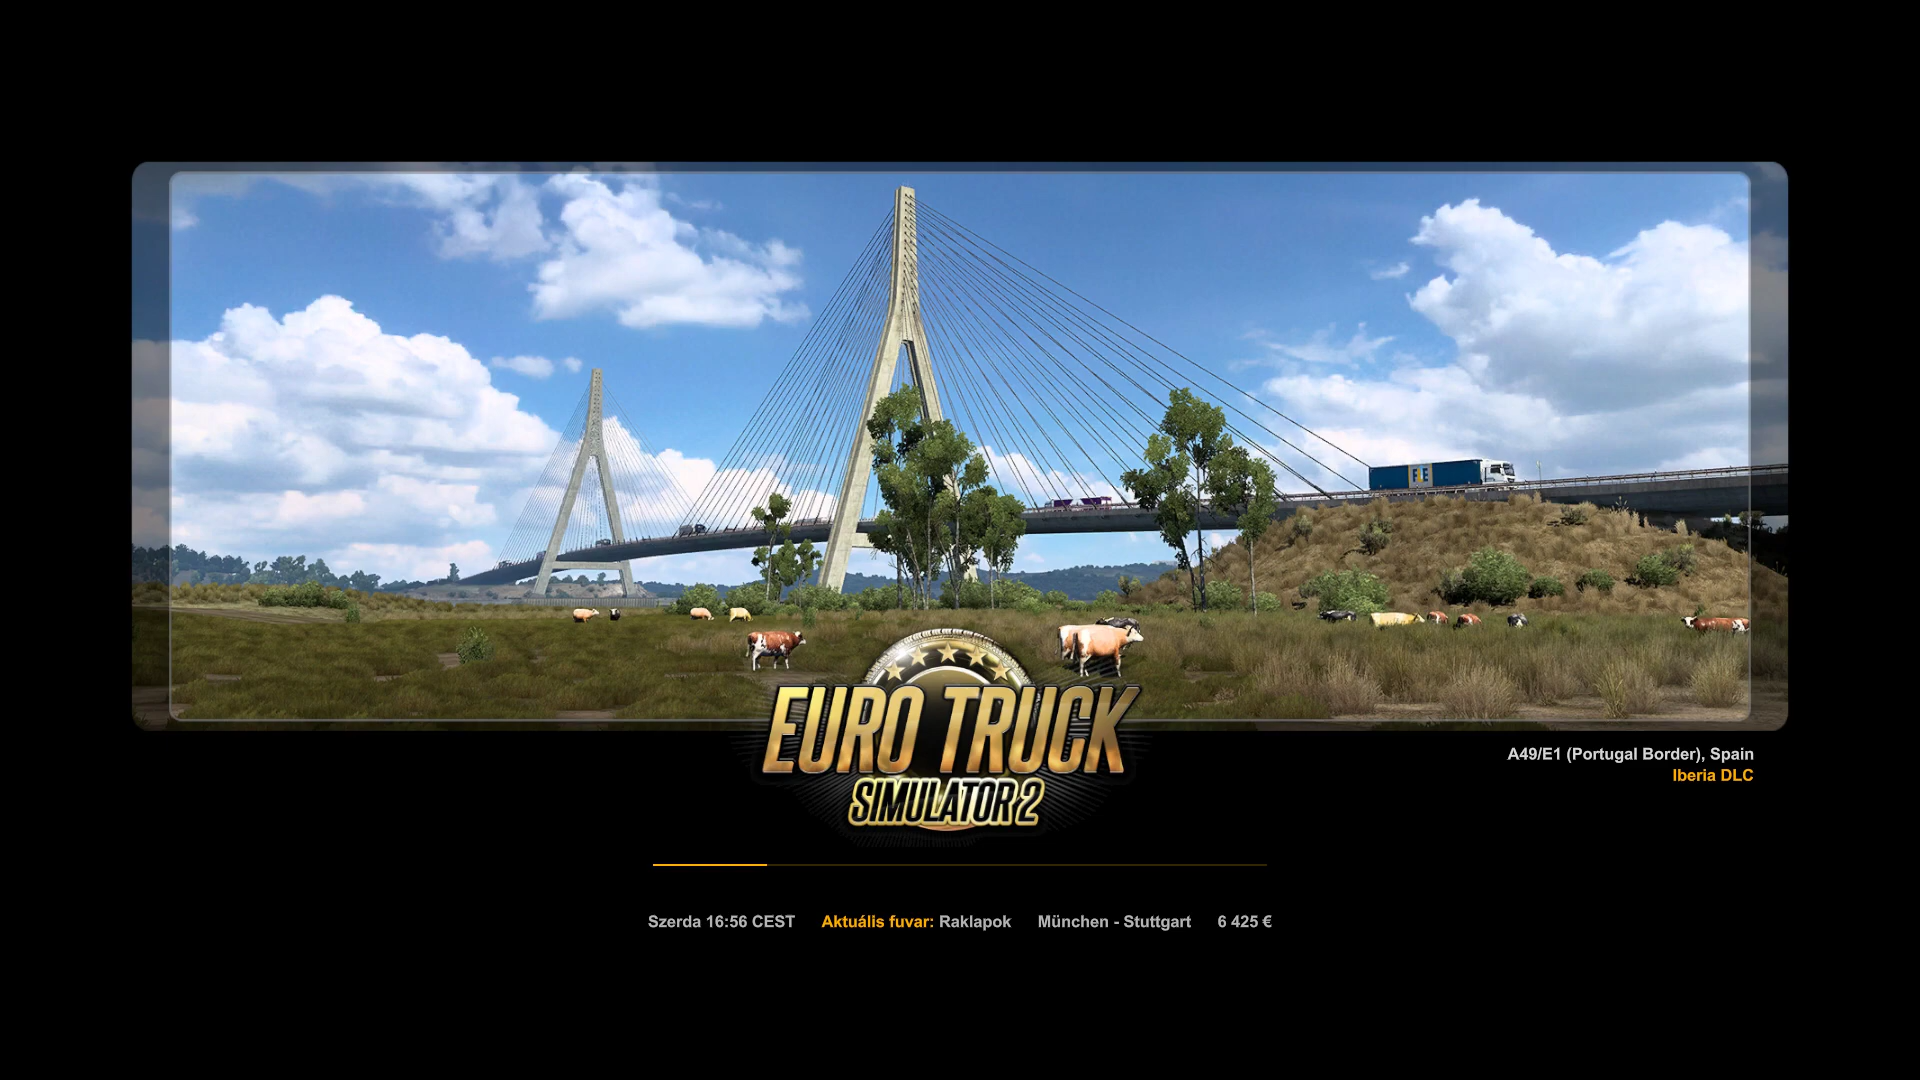 EURO TRUCK
SIMULATOR 2
A49/E1 (Portugal Border), Spain
Iberia DLC
Szerda 16:56 CEST Aktuális fuvar: Raklapok München - Stuttgart 6 425 €